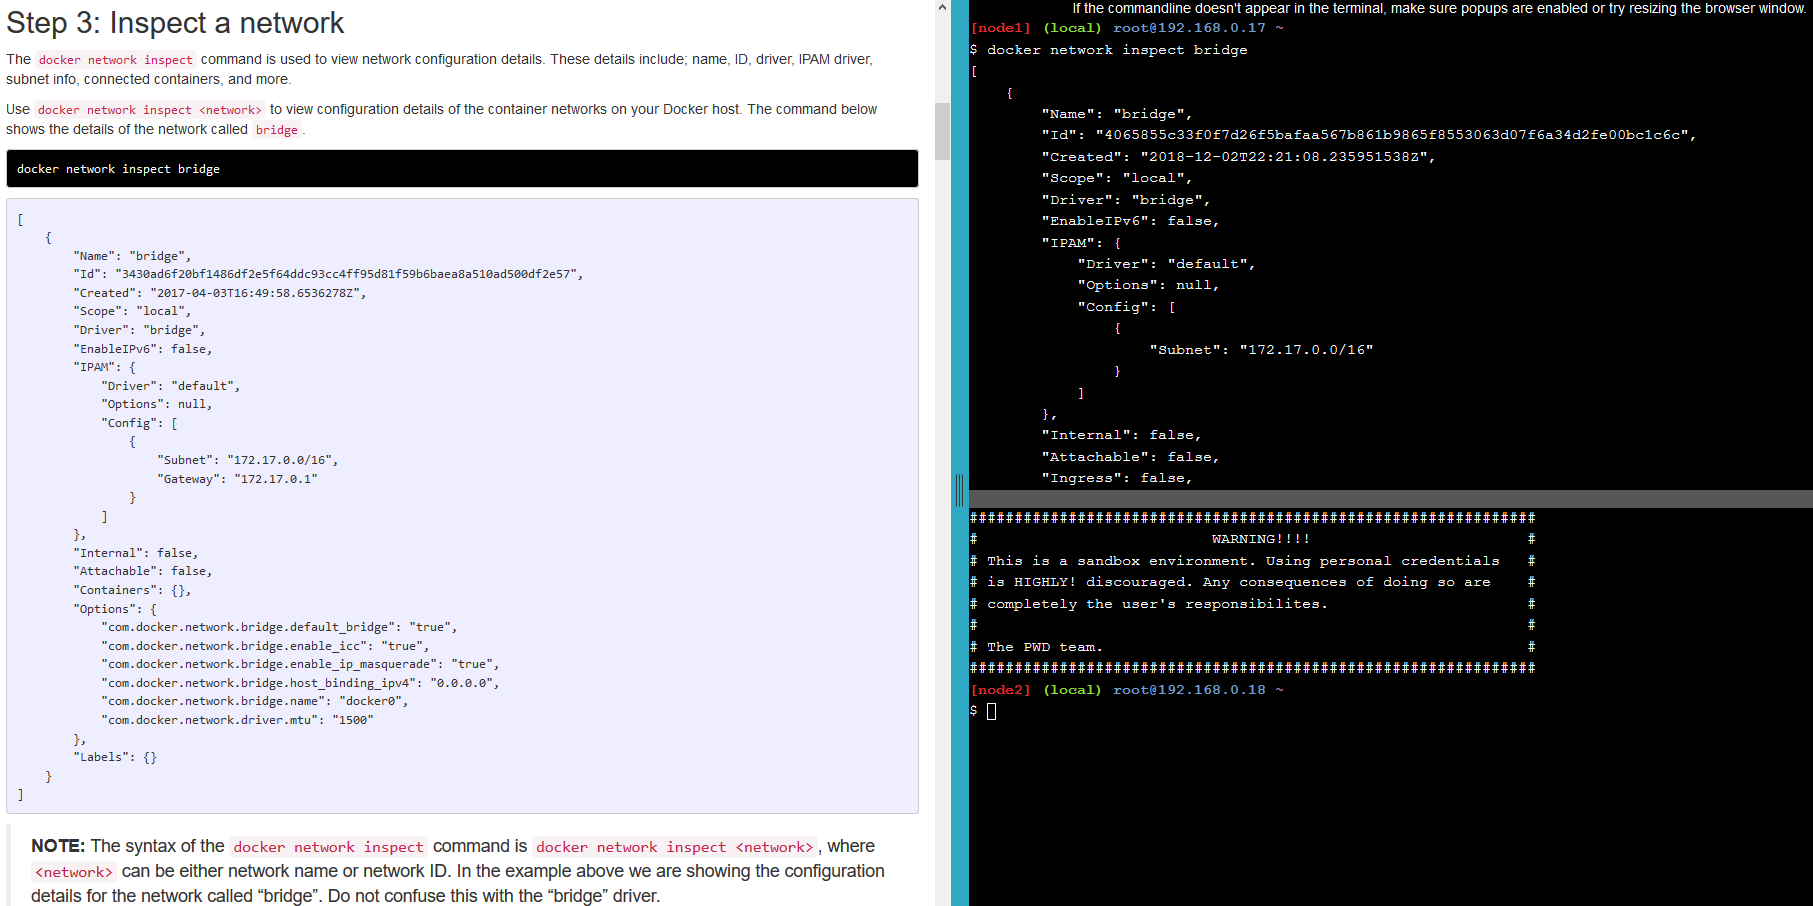 Step 3: Inspect a network
The docker network inspect command is used to view network configuration details. These details include; name, ID, driver, IPAM driver,
subnet info, connected containers, and more.
Use docker network inspect <network> to view configuration details of the container networks on your Docker host. The command below
shows the details of the network called bridge.
docker network inspect bridge
[
    {
        "Name": "bridge",
        "Id": "3430ad6f20bf1486df2e5f64ddc93cc4ff95d81f59b6baea8a510ad500df2e57",
        "Created": "2017-04-03T16:49:58.6536278Z",
        "Scope": "local",
        "Driver": "bridge",
        "EnableIPv6": false,
        "IPAM": {
            "Driver": "default",
            "Options": null,
            "Config": [
                {
                    "Subnet": "172.17.0.0/16",
                    "Gateway": "172.17.0.1"
                }
            ]
        },
        "Internal": false,
        "Attachable": false,
        "Containers": {},
        "Options": {
            "com.docker.network.bridge.default_bridge": "true",
            "com.docker.network.bridge.enable_icc": "true",
            "com.docker.network.bridge.enable_ip_masquerade": "true",
            "com.docker.network.bridge.host_binding_ipv4": "0.0.0.0",
            "com.docker.network.bridge.name": "docker0",
            "com.docker.network.driver.mtu": "1500"
        },
        "Labels": {}
    }
]
NOTE: The syntax of the docker network inspect command is docker network inspect <network>, where
<network> can be either network name or network ID. In the example above we are showing the configuration
details for the network called “bridge”. Do not confuse this with the “bridge” driver.
If the commandline doesn't appear in the terminal, make sure popups are enabled or try resizing the browser window.
[node1] (local) root@192.168.0.17 ~
$ docker network inspect bridge
[
    {
        "Name": "bridge",
        "Id": "4065855c33f0f7d26f5bafaa567b861b9865f8553063d07f6a34d2fe00bc1c6c",
        "Created": "2018-12-02T22:21:08.235951538Z",
        "Scope": "local",
        "Driver": "bridge",
        "EnableIPv6": false,
        "IPAM": {
            "Driver": "default",
            "Options": null,
            "Config": [
                {
                    "Subnet": "172.17.0.0/16"
                }
            ]
        },
        "Internal": false,
        "Attachable": false,
        "Ingress": false,
###############################################################
#                          WARNING!!!!                        #
# This is a sandbox environment. Using personal credentials   #
# is HIGHLY! discouraged. Any consequences of doing so are    #
# completely the user's responsibilites.                      #
#                                                             #
# The PWD team.                                               #
###############################################################
[node2] (local) root@192.168.0.18 ~
$